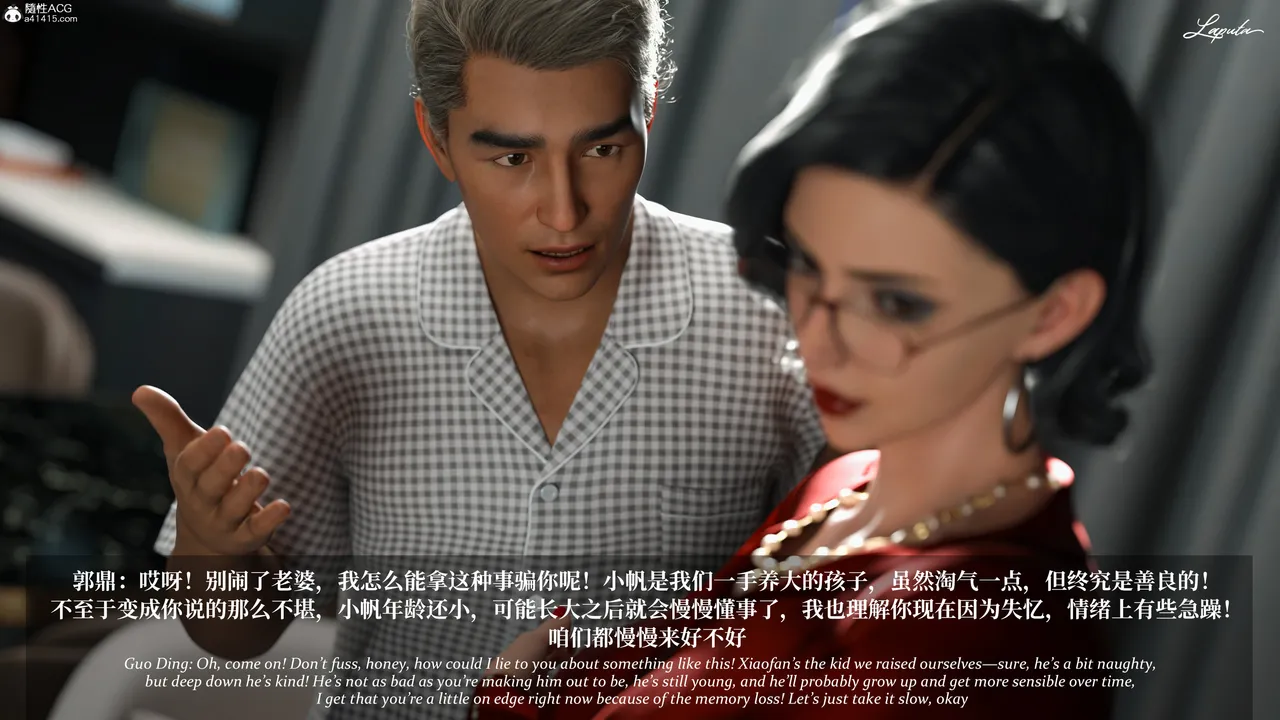 隨性ACG
a41415.com
Laputa
郭鼎：哎呀！别闹了老婆，我怎么能拿这种事骗你呢！小帆是我们一手养大的孩子，虽然淘气一点，但终究是善良的！
不至于变成你说的那么不堪，小帆年龄还小，可能长大之后就会慢慢懂事了，我也理解你现在因为失忆，情绪上有些急躁！
咱们都慢慢来好不好
Guo Ding: Oh, come on! Don’t fuss, honey, how could I lie to you about something like this! Xiaofan’s the kid we raised ourselves—sure, he’s a bit naughty,
but deep down he’s kind! He’s not as bad as you’re making him out to be, he’s still young, and he’ll probably grow up and get more sensible over time,
I get that you’re a little on edge right now because of the memory loss! Let’s just take it slow, okay